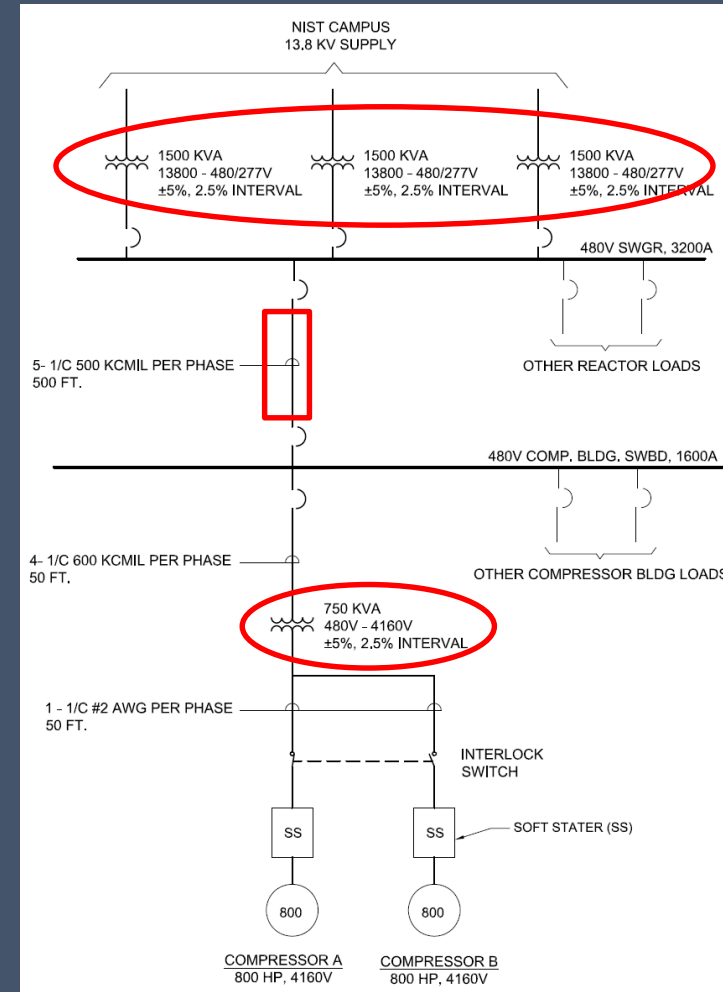 NIST CAMPUS
13.8 KV SUPPLY
1500 KVA
13800 - 480/277V
±5%, 2.5% INTERVAL
1500 KVA
13800 - 480/277V
±5%, 2.5% INTERVAL
1500 KVA
13800 - 480/277V
±5%, 2.5% INTERVAL
480V SWGR, 3200A
5- 1/C 500 KCMIL PER PHASE
500 FT.
OTHER REACTOR LOADS
480V COMP. BLDG. SWBD, 1600A
4- 1/C 600 KCMIL PER PHASE
50 FT.
OTHER COMPRESSOR BLDG LOADS
750 KVA
480V - 4160V
±5%, 2.5% INTERVAL
1 - 1/C #2 AWG PER PHASE
50 FT.
INTERLOCK
SWITCH
SS
SS
SOFT STATER (SS)
800
800
COMPRESSOR A
800 HP, 4160V
COMPRESSOR B
800 HP, 4160V